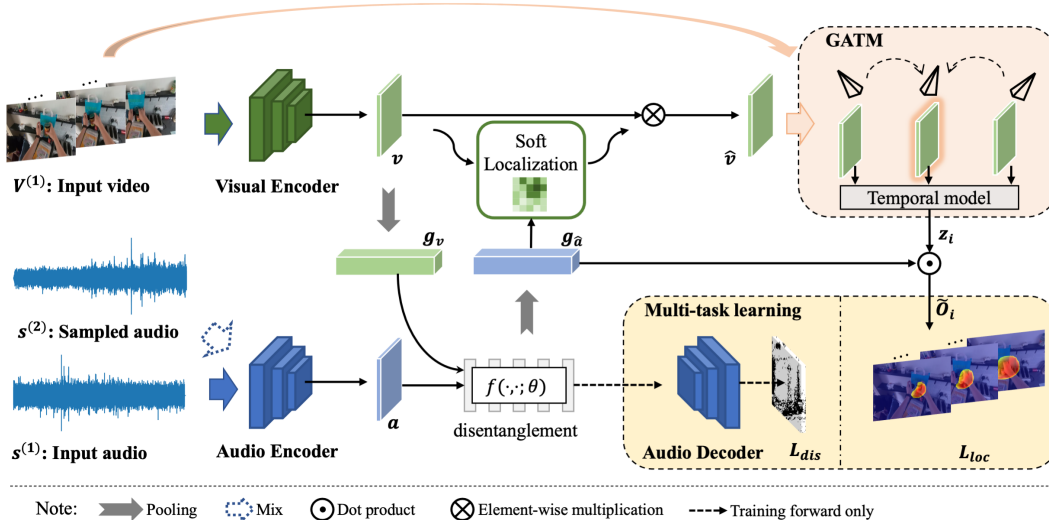 GATM
V⁽¹⁾: Input video
Visual Encoder
v
Soft
Localization
v̂
Temporal model
g_v
g_â
z_i
s⁽²⁾: Sampled audio
Multi-task learning
Õ_i
f(·,·; θ)
s⁽¹⁾: Input audio
Audio Encoder
a
disentanglement
Audio Decoder
L_dis
L_loc
Note:
Pooling
Mix
Dot product
Element-wise multiplication
Training forward only